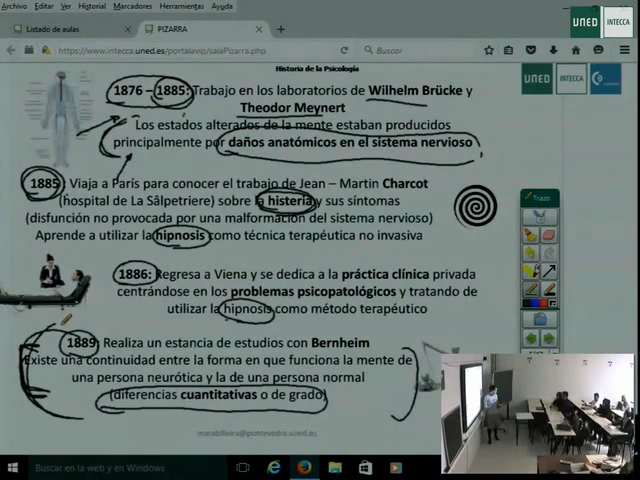 Archivo Editar Ver Historial Marcadores Herramientas Ayuda
Listado de aulas
PIZARRA
UNED
INTECCA
https://www.intecca.uned.es/portalavip/salaPizarra.php
Buscar
Historia de la Psicología
UNED
INTECCA
1876 – 1885: Trabajo en los laboratorios de Wilhelm Brücke y
Theodor Meynert
Los estados alterados de la mente estaban producidos
principalmente por daños anatómicos en el sistema nervioso
1885: Viaja a París para conocer el trabajo de Jean – Martin Charcot
(hospital de La Sâlpetriere) sobre la histeria y sus síntomas
(disfunción no provocada por una malformación del sistema nervioso)
Aprende a utilizar la hipnosis como técnica terapéutica no invasiva
Trazo
1886: Regresa a Viena y se dedica a la práctica clínica privada
centrándose en los problemas psicopatológicos y tratando de
utilizar la hipnosis como método terapéutico
1889: Realiza un estancia de estudios con Bernheim
Existe una continuidad entre la forma en que funciona la mente de
una persona neurótica y la de una persona normal
(diferencias cuantitativas o de grado)
marabilleira@pontevedra.uned.es
Buscar en la web y en Windows